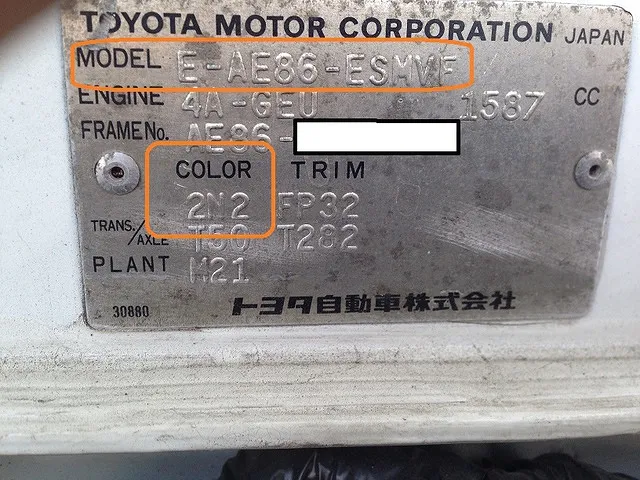 TOYOTA MOTOR CORPORATION JAPAN
MODEL E-AE86-ESMVF
ENGINE 4A-GEU 1587 CC
FRAME No. AE86-
COLOR TRIM
2N2 FP32
TRANS./AXLE T50 T282
PLANT M21
30880 トヨタ自動車株式会社